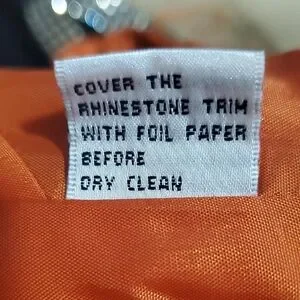 COVER THE
RHINESTONE TRIM
WITH FOIL PAPER
BEFORE
DRY CLEAN